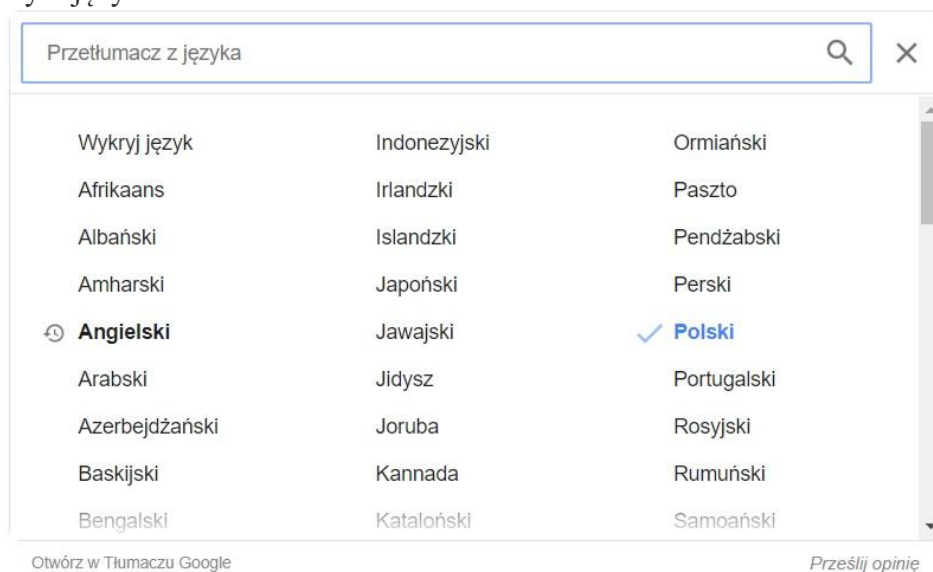 Przetłumacz z języka
Wykryj język Indonezyjski Ormiański
Afrikaans Irlandzki Paszto
Albański Islandzki Pendżabski
Amharski Japoński Perski
Angielski Jawajski Polski
Arabski Jidysz Portugalski
Azerbejdżański Joruba Rosyjski
Baskijski Kannada Rumuński
Bengalski Kataloński Samoański
Otwórz w Tłumaczu Google Prześlij opinię